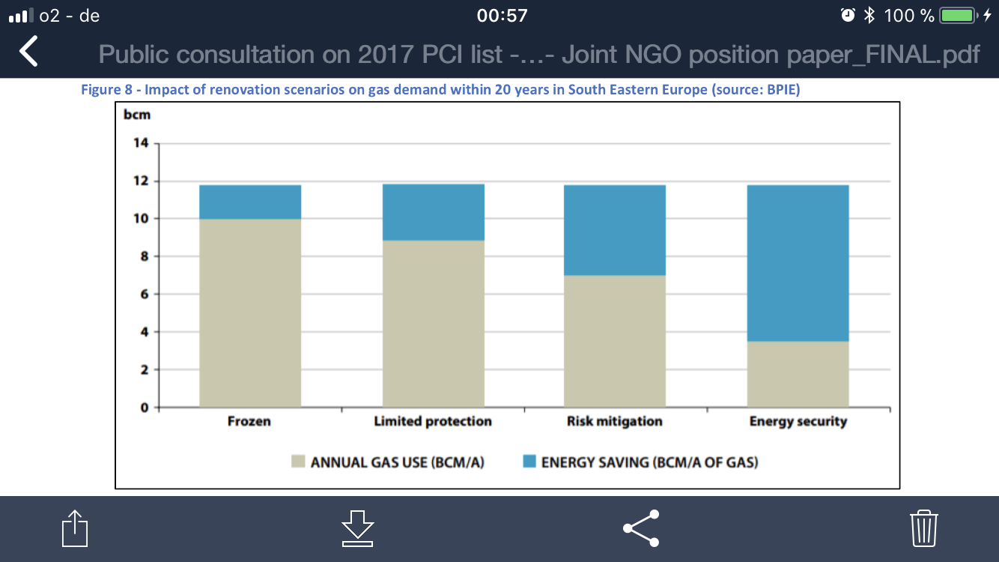 o2 - de
00:57
100 %
Public consultation on 2017 PCI list -...- Joint NGO position paper_FINAL.pdf
Figure 8 - Impact of renovation scenarios on gas demand within 20 years in South Eastern Europe (source: BPIE)
bcm
14
12
10
8
6
4
2
0
Frozen
Limited protection
Risk mitigation
Energy security
ANNUAL GAS USE (BCM/A)
ENERGY SAVING (BCM/A OF GAS)